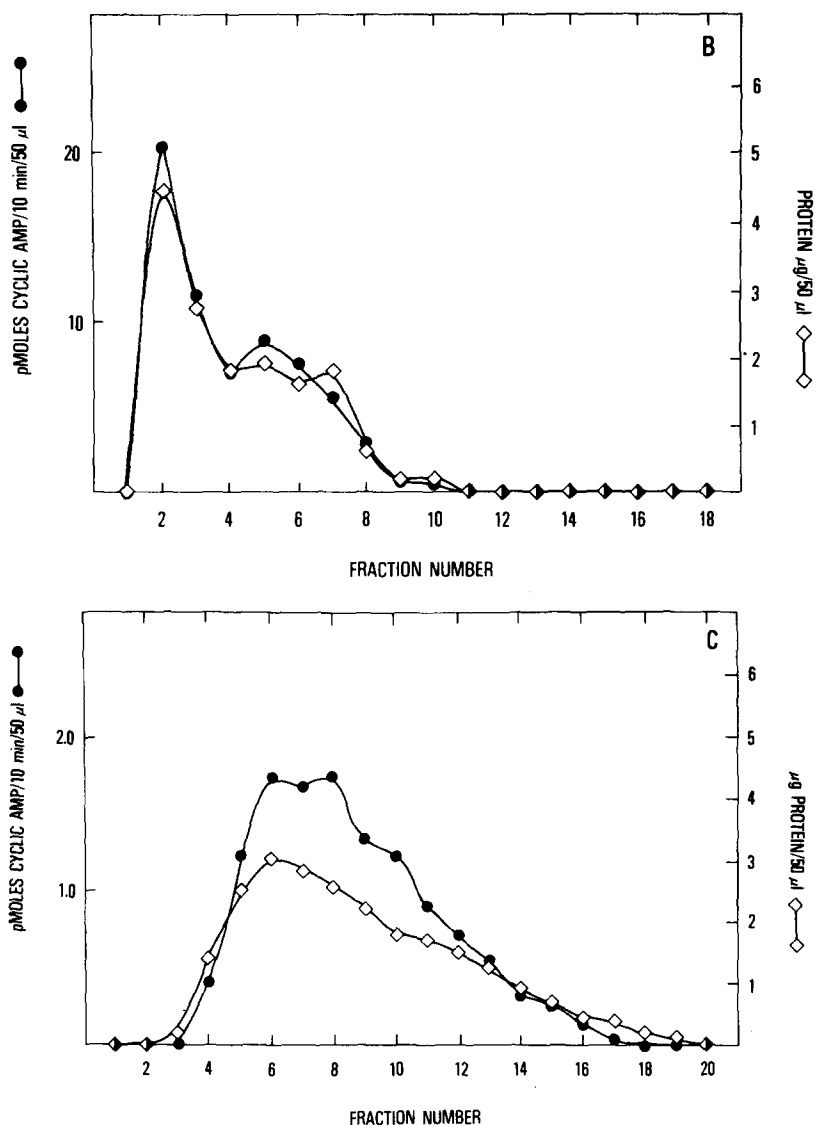 B
pMOLES CYCLIC AMP/10 min/50 µl
20
10
6
5
4
3
2
1
PROTEIN µg/50 µl
2 4 6 8 10 12 14 16 18
FRACTION NUMBER
C
pMOLES CYCLIC AMP/10 min/50 µl
2.0
1.0
6
5
4
3
2
1
µg PROTEIN/50 µl
2 4 6 8 10 12 14 16 18 20
FRACTION NUMBER